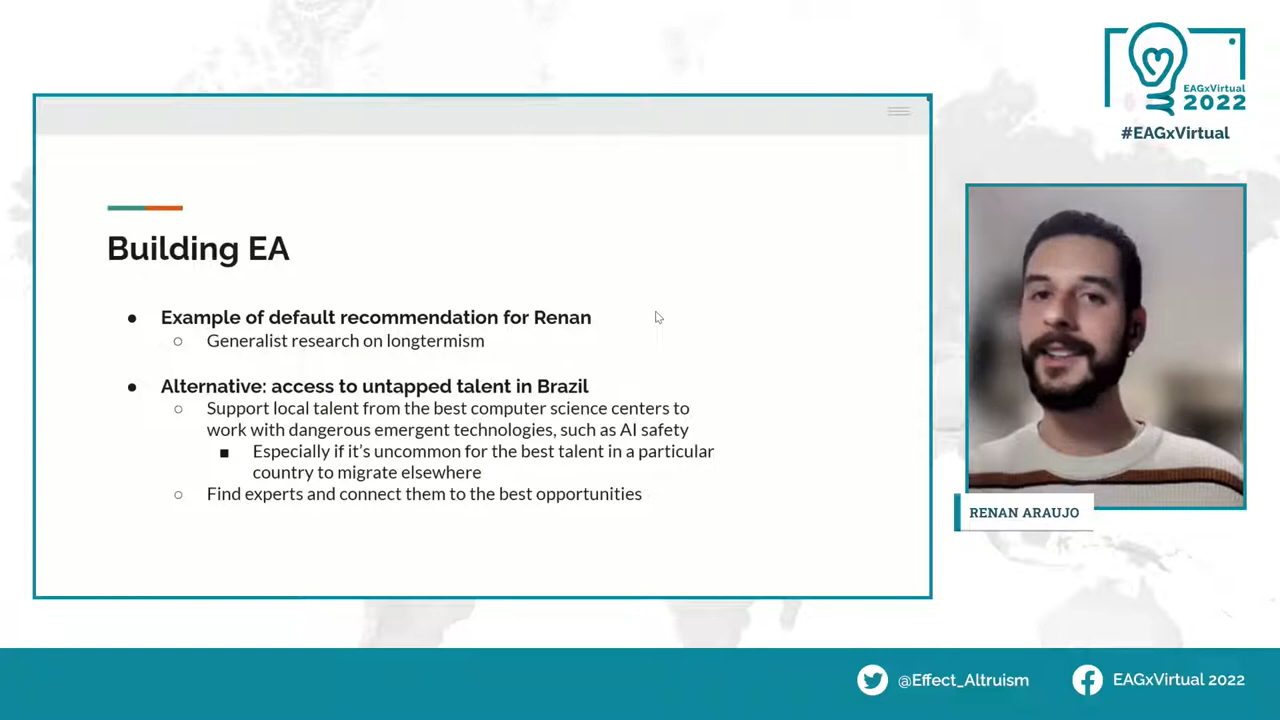 EAGxVirtual
2022
#EAGxVirtual
Building EA
● Example of default recommendation for Renan
○ Generalist research on longtermism
● Alternative: access to untapped talent in Brazil
○ Support local talent from the best computer science centers to
work with dangerous emergent technologies, such as AI safety
■ Especially if it’s uncommon for the best talent in a particular
country to migrate elsewhere
○ Find experts and connect them to the best opportunities
RENAN ARAUJO
@Effect_Altruism
EAGxVirtual 2022